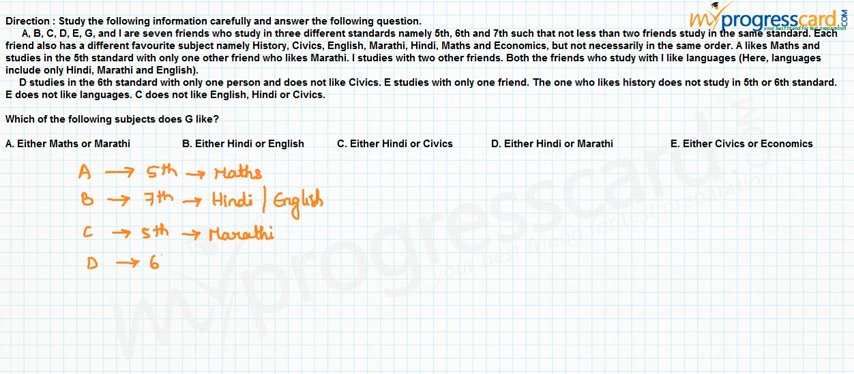 myprogresscard.com
Direction : Study the following information carefully and answer the following question.
A, B, C, D, E, G, and I are seven friends who study in three different standards namely 5th, 6th and 7th such that not less than two friends study in the same standard. Each
friend also has a different favourite subject namely History, Civics, English, Marathi, Hindi, Maths and Economics, but not necessarily in the same order. A likes Maths and
studies in the 5th standard with only one other friend who likes Marathi. I studies with two other friends. Both the friends who study with I like languages (Here, languages
include only Hindi, Marathi and English).
D studies in the 6th standard with only one person and does not like Civics. E studies with only one friend. The one who likes history does not study in 5th or 6th standard.
E does not like languages. C does not like English, Hindi or Civics.
Which of the following subjects does G like?
A. Either Maths or Marathi B. Either Hindi or English C. Either Hindi or Civics D. Either Hindi or Marathi E. Either Civics or Economics
A → 5th → Maths
B → 7th → Hindi | English
C → 5th → Marathi
D → 6
myprogresscard.com